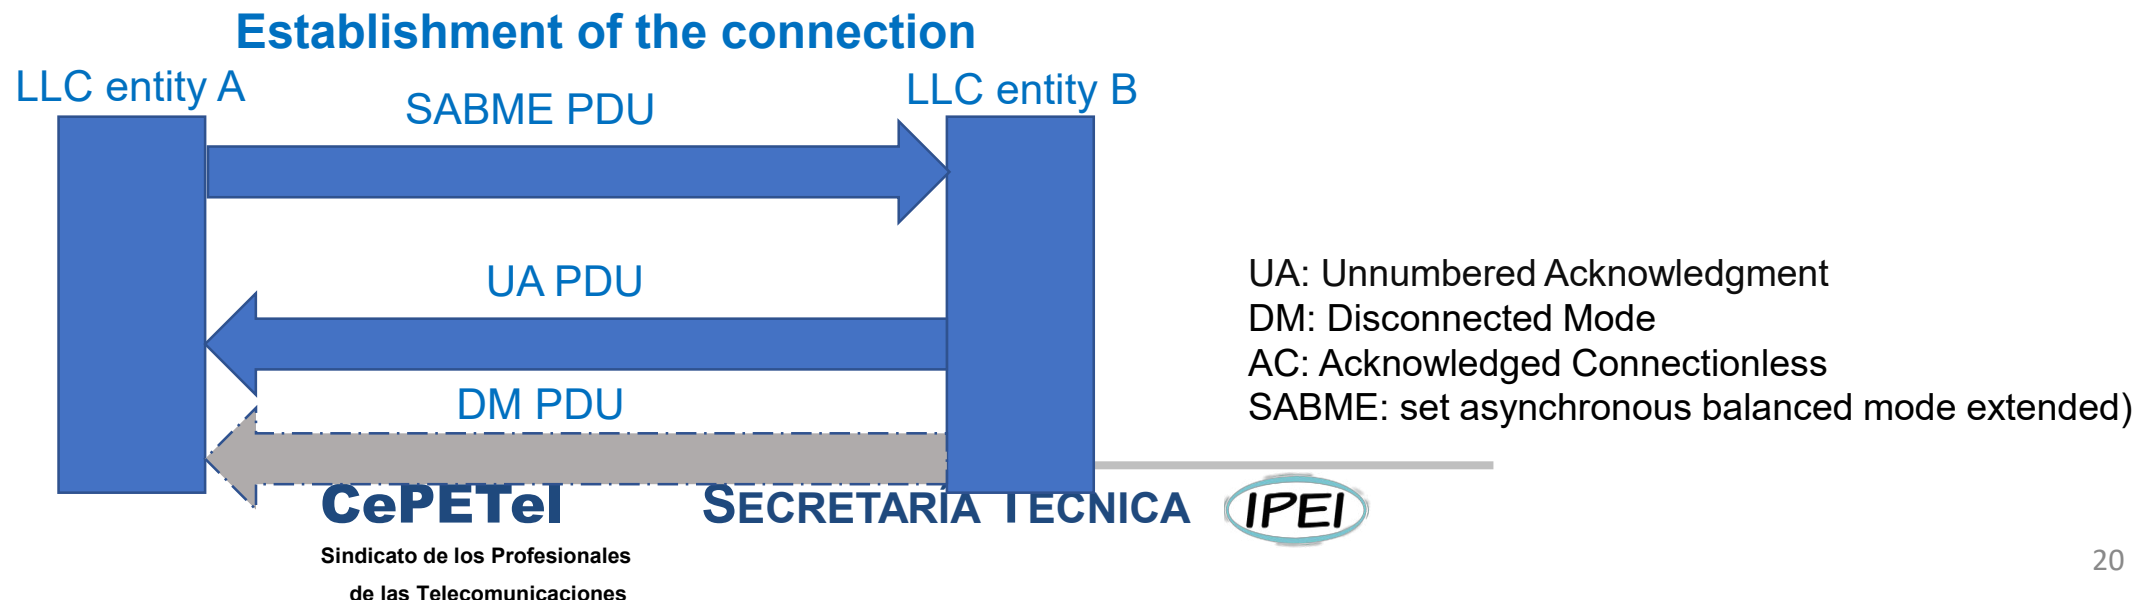 Establishment of the connection
LLC entity A
LLC entity B
SABME PDU
UA PDU
DM PDU
UA: Unnumbered Acknowledgment
DM: Disconnected Mode
AC: Acknowledged Connectionless
SABME: set asynchronous balanced mode extended)
CePETel
SECRETARÍA TÉCNICA
IPEI
Sindicato de los Profesionales
de las Telecomunicaciones
20